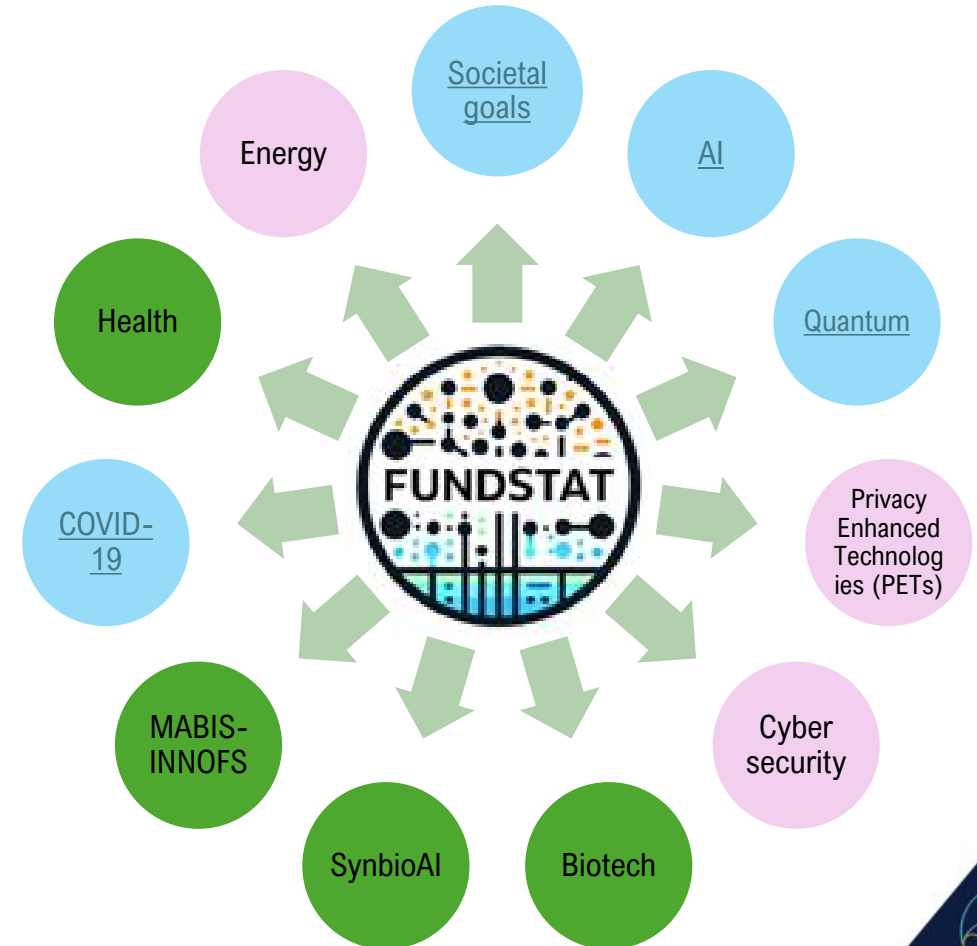 Societal
goals
AI
Quantum
Privacy
Enhanced
Technolog
ies (PETs)
Cyber
security
Biotech
SynbioAI
MABIS-
INNOFS
COVID-
19
Health
Energy
FUNDSTAT